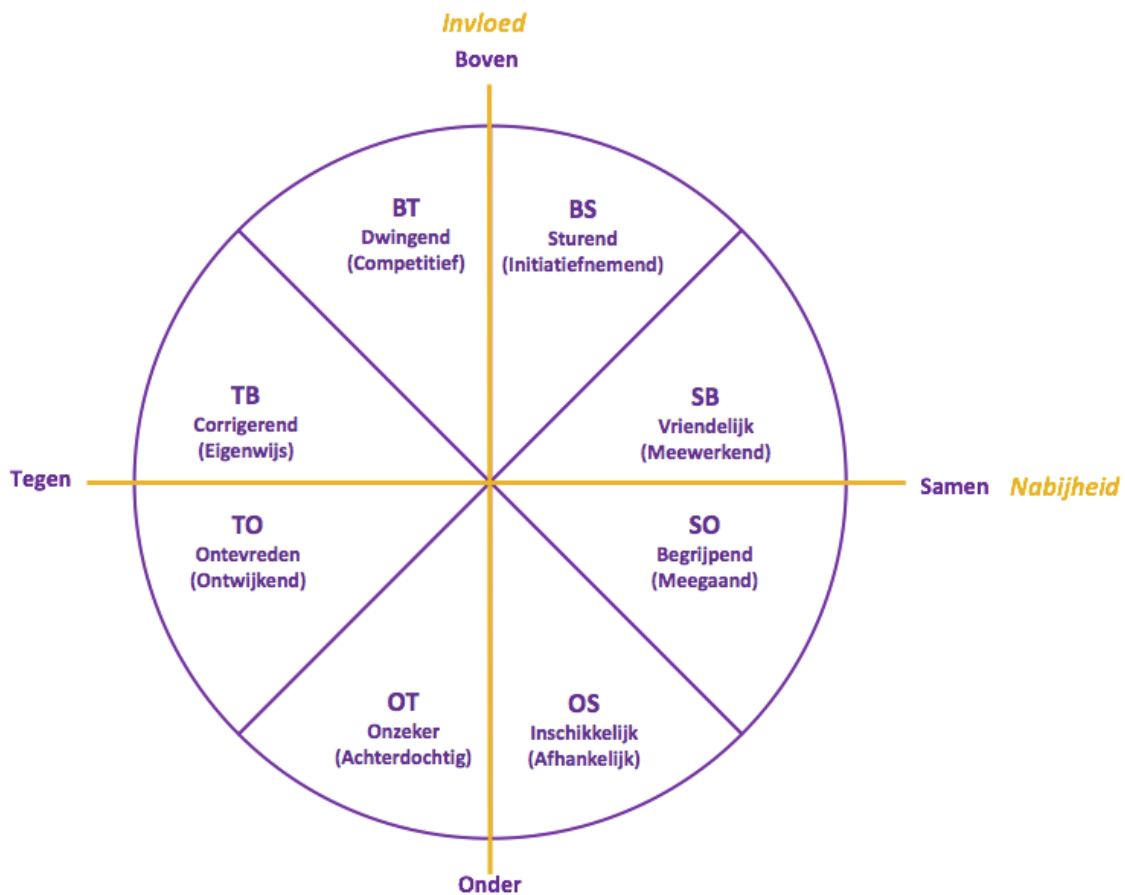 Invloed
Boven
BT
Dwingend
(Competitief)
BS
Sturend
(Initiatiefnemend)
TB
Corrigerend
(Eigenwijs)
SB
Vriendelijk
(Meewerkend)
Tegen
Samen Nabijheid
TO
Ontevreden
(Ontwijkend)
SO
Begrijpend
(Meegaand)
OT
Onzeker
(Achterdochtig)
OS
Inschikkelijk
(Afhankelijk)
Onder